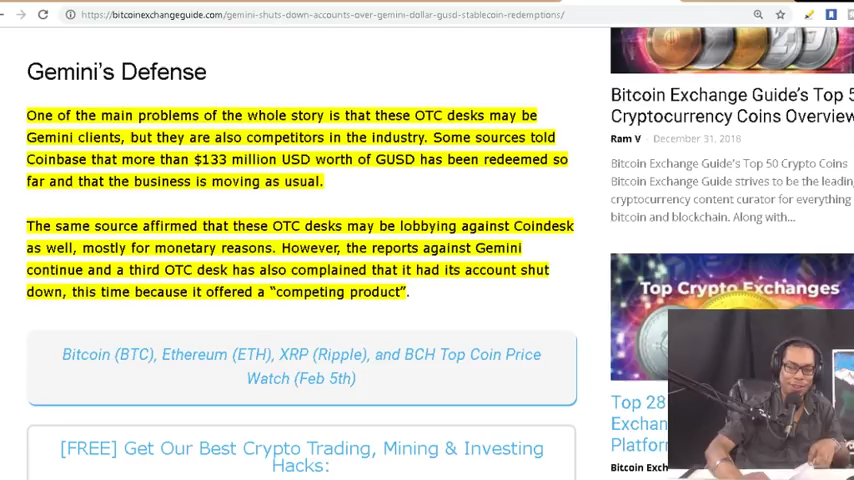 https://bitcoinexchangeguide.com/gemini-shuts-down-accounts-over-gemini-dollar-gusd-stablecoin-redemptions/
Gemini's Defense
One of the main problems of the whole story is that these OTC desks may be
Gemini clients, but they are also competitors in the industry. Some sources told
Coinbase that more than $133 million USD worth of GUSD has been redeemed so
far and that the business is moving as usual.
The same source affirmed that these OTC desks may be lobbying against Coindesk
as well, mostly for monetary reasons. However, the reports against Gemini
continue and a third OTC desk has also complained that it had its account shut
down, this time because it offered a “competing product”.
Bitcoin (BTC), Ethereum (ETH), XRP (Ripple), and BCH Top Coin Price
Watch (Feb 5th)
[FREE] Get Our Best Crypto Trading, Mining & Investing
Hacks:
Bitcoin Exchange Guide's Top 5
Cryptocurrency Coins Overview
Ram V - December 31, 2018
Bitcoin Exchange Guide's Top 50 Crypto Coins
Bitcoin Exchange Guide strives to be the leading
cryptocurrency content curator for everything
bitcoin and blockchain. Along with...
Top Crypto Exchanges
Top 28
Exchan
Platfor
Bitcoin Exch